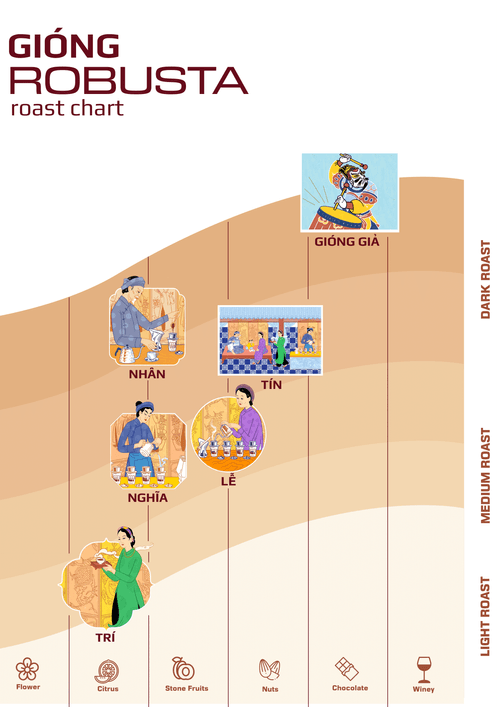 GIÓNG
ROBUSTA
roast chart
GIÓNG GIẢ
DARK ROAST
NHÂN
TÍN
MEDIUM ROAST
LỄ
NGHĨA
LIGHT ROAST
TRÍ
Flower
Citrus
Stone Fruits
Nuts
Chocolate
Winey